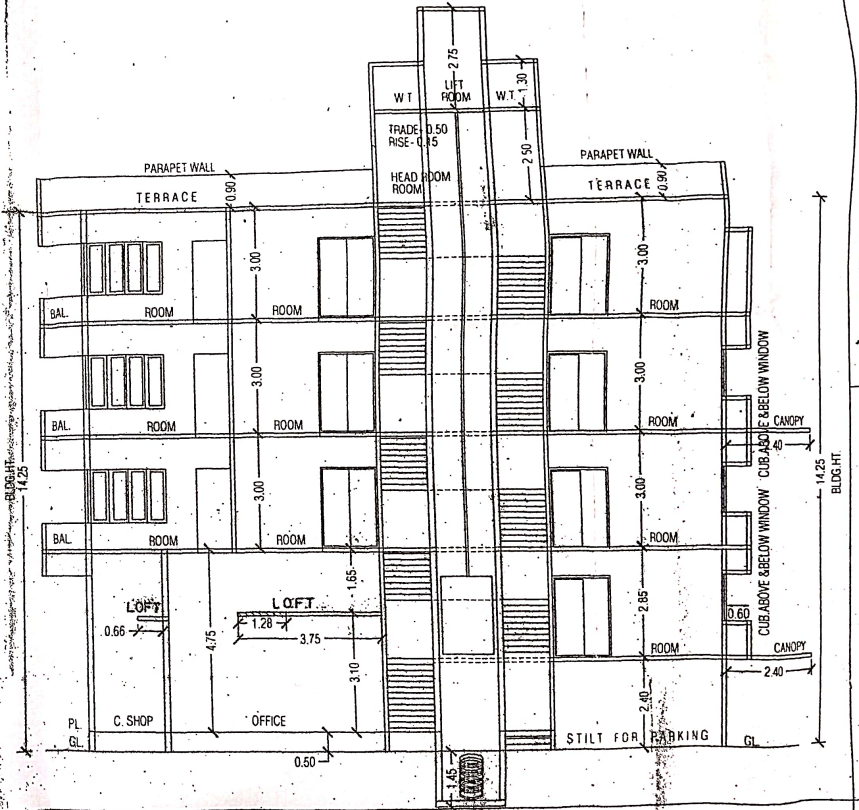 2.75
LIFT
ROOM
W.T
W.T.
1.30
TRADE-0.50
RISE-0.15
2.50
HEAD ROOM
ROOM
PARAPET WALL
PARAPET WALL
TERRACE
0.90
TERRACE
0.90
3.00
3.00
BAL.
ROOM
ROOM
ROOM
3.00
3.00
BAL.
ROOM
ROOM
ROOM
CANOPY
2.40
3.00
3.00
BAL.
ROOM
ROOM
ROOM
BLDG.HT.
14.25
14.25
BLDG.HT.
CUB.ABOVE &BELOW WINDOW
CUB.ABOVE &BELOW WINDOW
1.65
2.85
LOFT
LOFT
0.66
1.28
3.75
4.75
3.10
0.60
ROOM
CANOPY
2.40
2.40
PL.
C. SHOP
OFFICE
GL.
STILT FOR PARKING
GL.
0.50
1.45